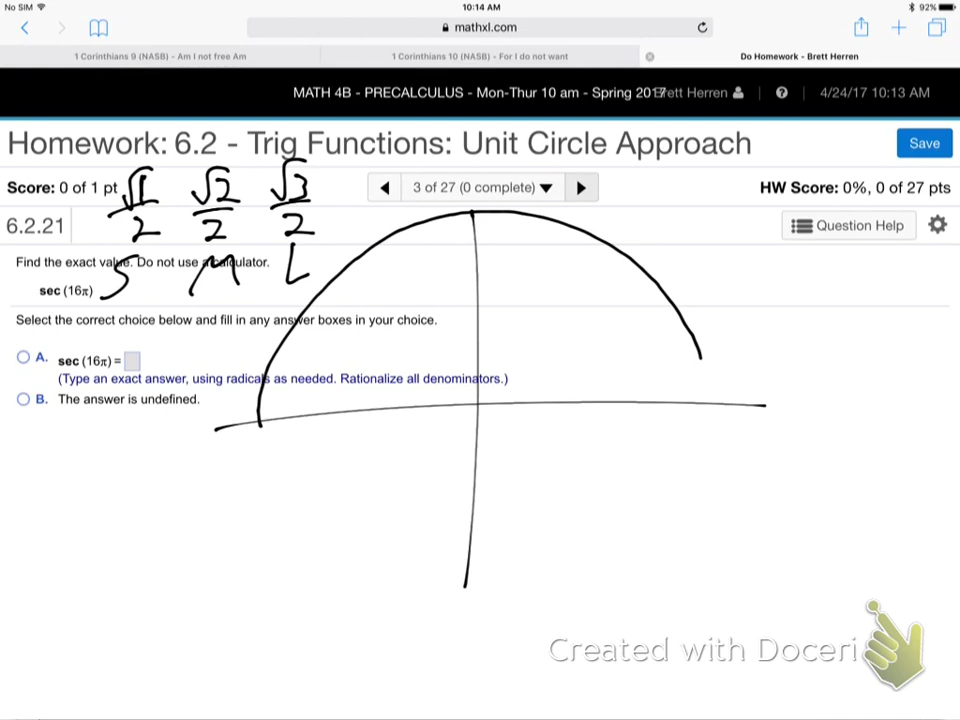 No SIM 10:14 AM 92%
mathxl.com
1 Corinthians 9 (NASB) - Am I not free Am 1 Corinthians 10 (NASB) - For I do not want Do Homework - Brett Herren
MATH 4B - PRECALCULUS - Mon-Thur 10 am - Spring 2017 Brett Herren | ? | 4/24/17 10:13 AM
Homework: 6.2 - Trig Functions: Unit Circle Approach Save
Score: 0 of 1 pt 3 of 27 (0 complete) HW Score: 0%, 0 of 27 pts
√1/2 √2/2 √3/2
6.2.21 Question Help
S M L
Find the exact value. Do not use a calculator.
sec (16π)
Select the correct choice below and fill in any answer boxes in your choice.
A. sec (16π) =
(Type an exact answer, using radicals as needed. Rationalize all denominators.)
B. The answer is undefined.
Created with Doceri